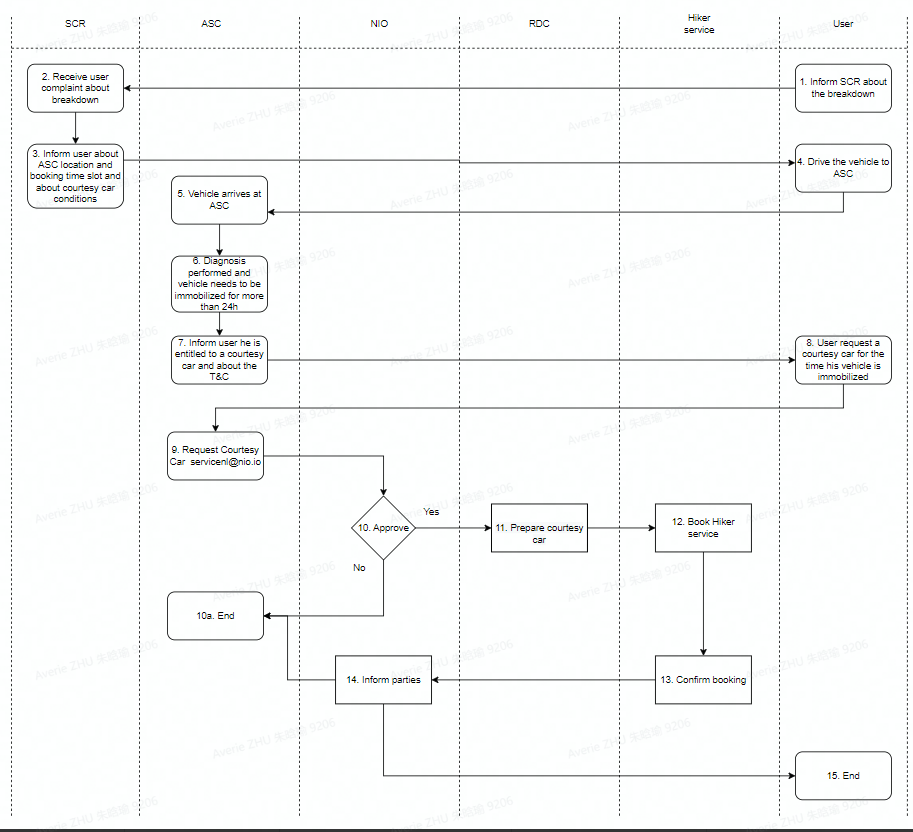 SCR
ASC
NIO
RDC
Hiker
service
User
2. Receive user
complaint about
breakdown
1. Inform SCR about
the breakdown
3. Inform user about
ASC location and
booking time slot and
about courtesy car
conditions
4. Drive the vehicle to
ASC
5. Vehicle arrives at
ASC
6. Diagnosis
performed and
vehicle needs to be
immobilized for more
than 24h
7. Inform user he is
entitled to a courtesy
car and about the
T&C
8. User request a
courtesy car for the
time his vehicle is
immobilized
9. Request Courtesy
Car servicenl@nio.io
10. Approve
Yes
No
11. Prepare courtesy
car
12. Book Hiker
service
10a. End
14. Inform parties
13. Confirm booking
15. End
Averie ZHU 朱晗瑜 9206